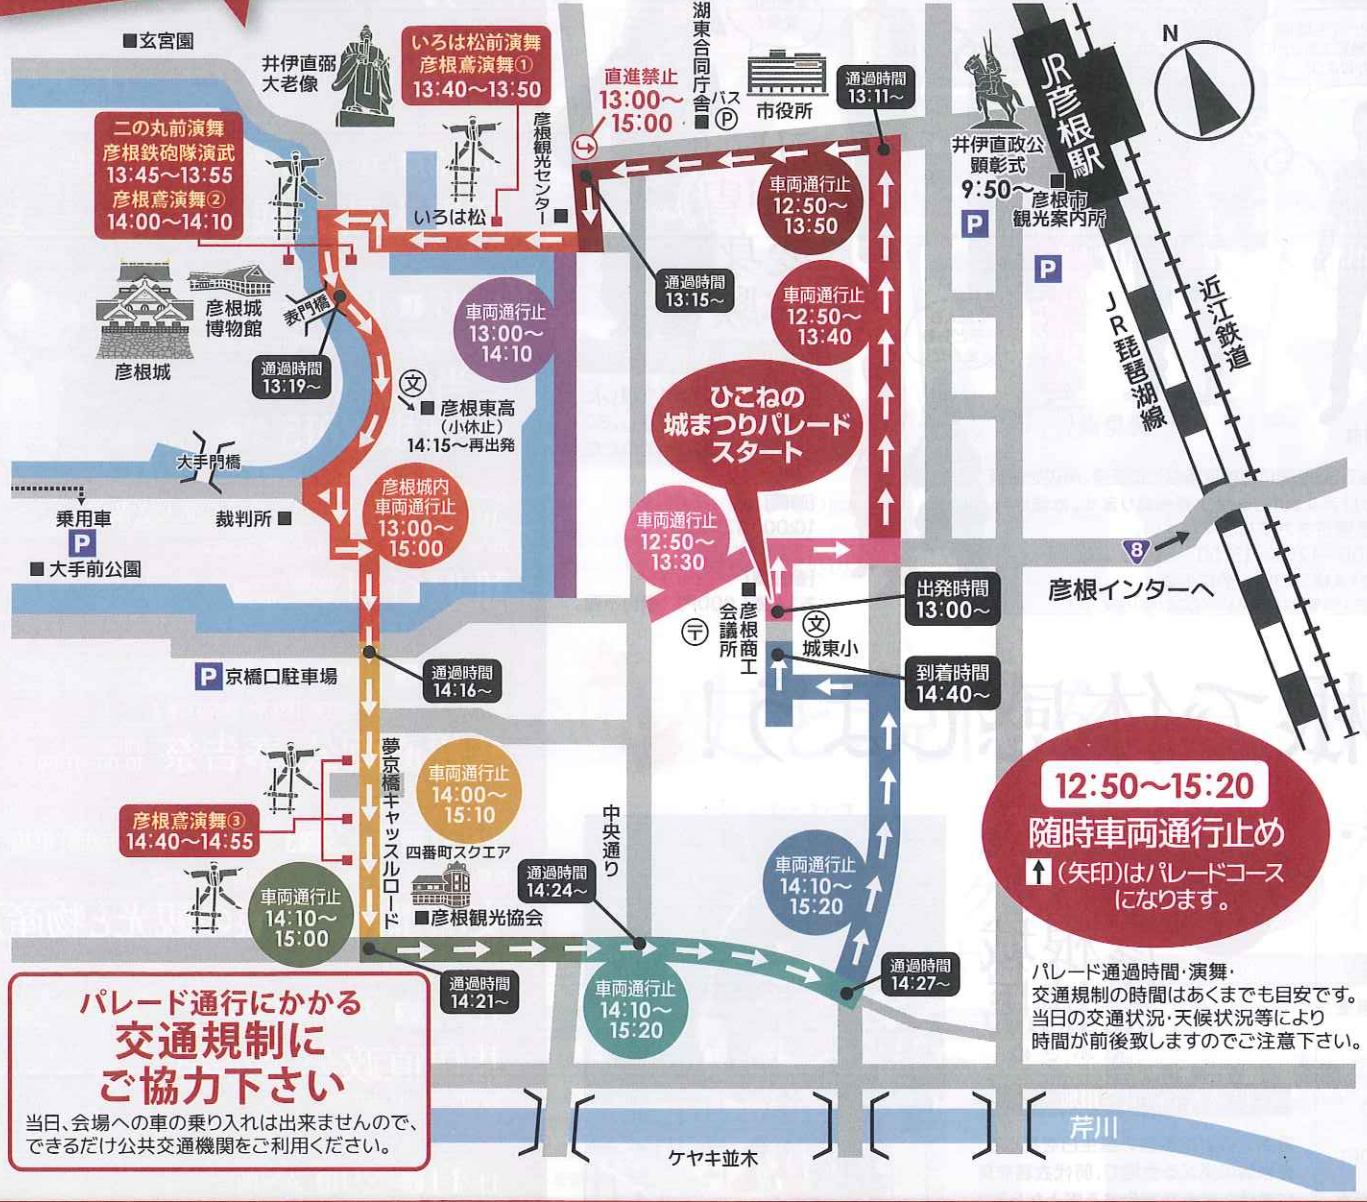 ■玄宮園
井伊直弼
大老像
いろは松前演舞
彦根鳶演舞①
13:40～13:50
直進禁止
13:00～
15:00
湖東合同庁舎■
バス
Ⓟ
市役所
通過時間
13:11～
N
JR彦根駅
井伊直政公
顕彰式
9:50～
■
彦根市
観光案内所
P
P
二の丸前演舞
彦根鉄砲隊演武
13:45～13:55
彦根鳶演舞②
14:00～14:10
いろは松
彦根観光センター■
車両通行止
12:50～
13:50
通過時間
13:15～
車両通行止
12:50～
13:40
JR琵琶湖線
近江鉄道
彦根城
彦根城
博物館
表門橋
通過時間
13:19～
車両通行止
13:00～
14:10
文
■彦根東高
(小休止)
14:15～再出発
ひこねの
城まつりパレード
スタート
大手門橋
乗用車
P
裁判所■
■大手前公園
彦根城内
車両通行止
13:00～
15:00
車両通行止
12:50～
13:30
8
彦根インターへ
〒
■彦根商工
会議所
文
城東小
出発時間
13:00～
到着時間
14:40～
P京橋口駐車場
通過時間
14:16～
夢京橋キャッスルロード
車両通行止
14:00～
15:10
彦根鳶演舞③
14:40～14:55
四番町スクエア
■彦根観光協会
中央通り
通過時間
14:24～
車両通行止
14:10～
15:00
車両通行止
14:10～
15:20
12:50～15:20
随時車両通行止め
↑(矢印)はパレードコース
になります。
通過時間
14:21～
車両通行止
14:10～
15:20
通過時間
14:27～
パレード通過時間・演舞・
交通規制の時間はあくまでも目安です。
当日の交通状況・天候状況等により
時間が前後致しますのでご注意下さい。
パレード通行にかかる
交通規制に
ご協力下さい
当日、会場への車の乗り入れは出来ませんので、
できるだけ公共交通機関をご利用ください。
ケヤキ並木
芹川